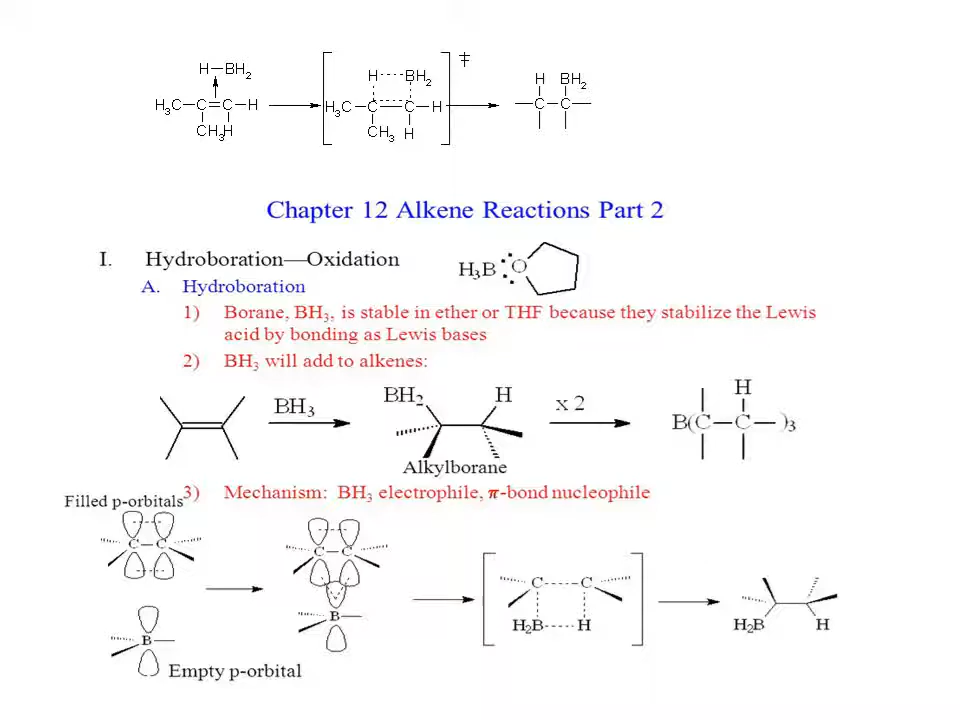 H—BH₂
H₃C—C=C—H
CH₃H
H----BH₂ ‡
H₃C—C=C—H
CH₃ H
H BH₂
—C—C—
Chapter 12 Alkene Reactions Part 2
I. Hydroboration—Oxidation
H₃B:O:
A. Hydroboration
1) Borane, BH₃, is stable in ether or THF because they stabilize the Lewis
acid by bonding as Lewis bases
2) BH₃ will add to alkenes:
BH₃
BH₂ H
x 2
H
B(C—C—)₃
Alkylborane
3) Mechanism: BH₃ electrophile, π-bond nucleophile
Filled p-orbitals
C C
C C
C----C
B
B
H₂B----H
H₂B H
Empty p-orbital